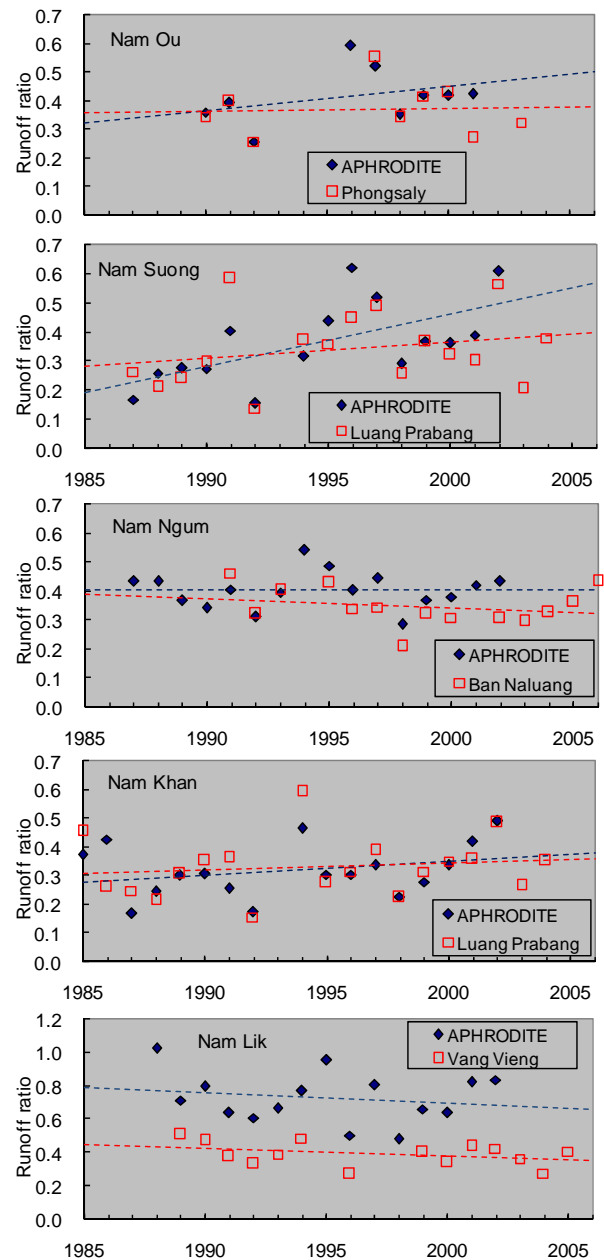 0.7
0.6
0.5
0.4
0.3
0.2
0.1
0.0
Runoff ratio
Nam Ou
APHRODITE
Phongsaly
0.7
0.6
0.5
0.4
0.3
0.2
0.1
0.0
Runoff ratio
Nam Suong
APHRODITE
Luang Prabang
1985 1990 1995 2000 2005
0.7
0.6
0.5
0.4
0.3
0.2
0.1
0.0
Runoff ratio
Nam Ngum
APHRODITE
Ban Naluang
1985 1990 1995 2000 2005
0.7
0.6
0.5
0.4
0.3
0.2
0.1
0.0
Runoff ratio
Nam Khan
APHRODITE
Luang Prabang
1985 1990 1995 2000 2005
1.2
1.0
0.8
0.6
0.4
0.2
0.0
Runoff ratio
Nam Lik
APHRODITE
Vang Vieng
1985 1990 1995 2000 2005